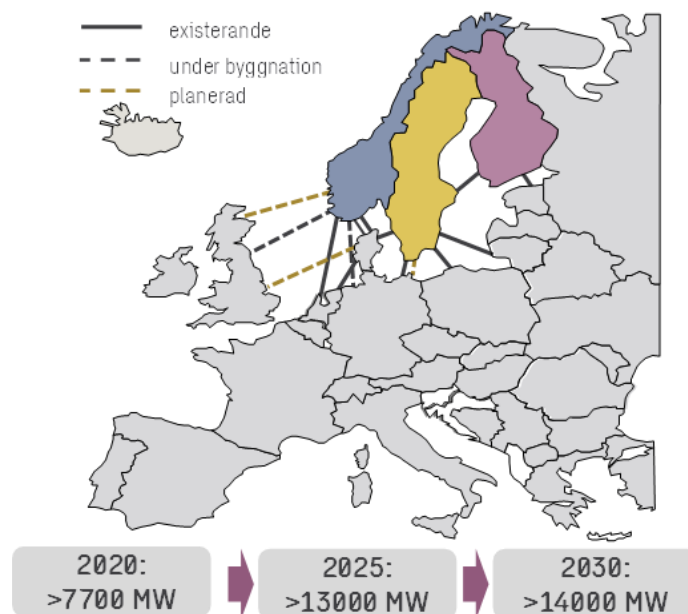 existerande
under byggnation
planerad
2020:
>7700 MW
2025:
>13000 MW
2030:
>14000 MW